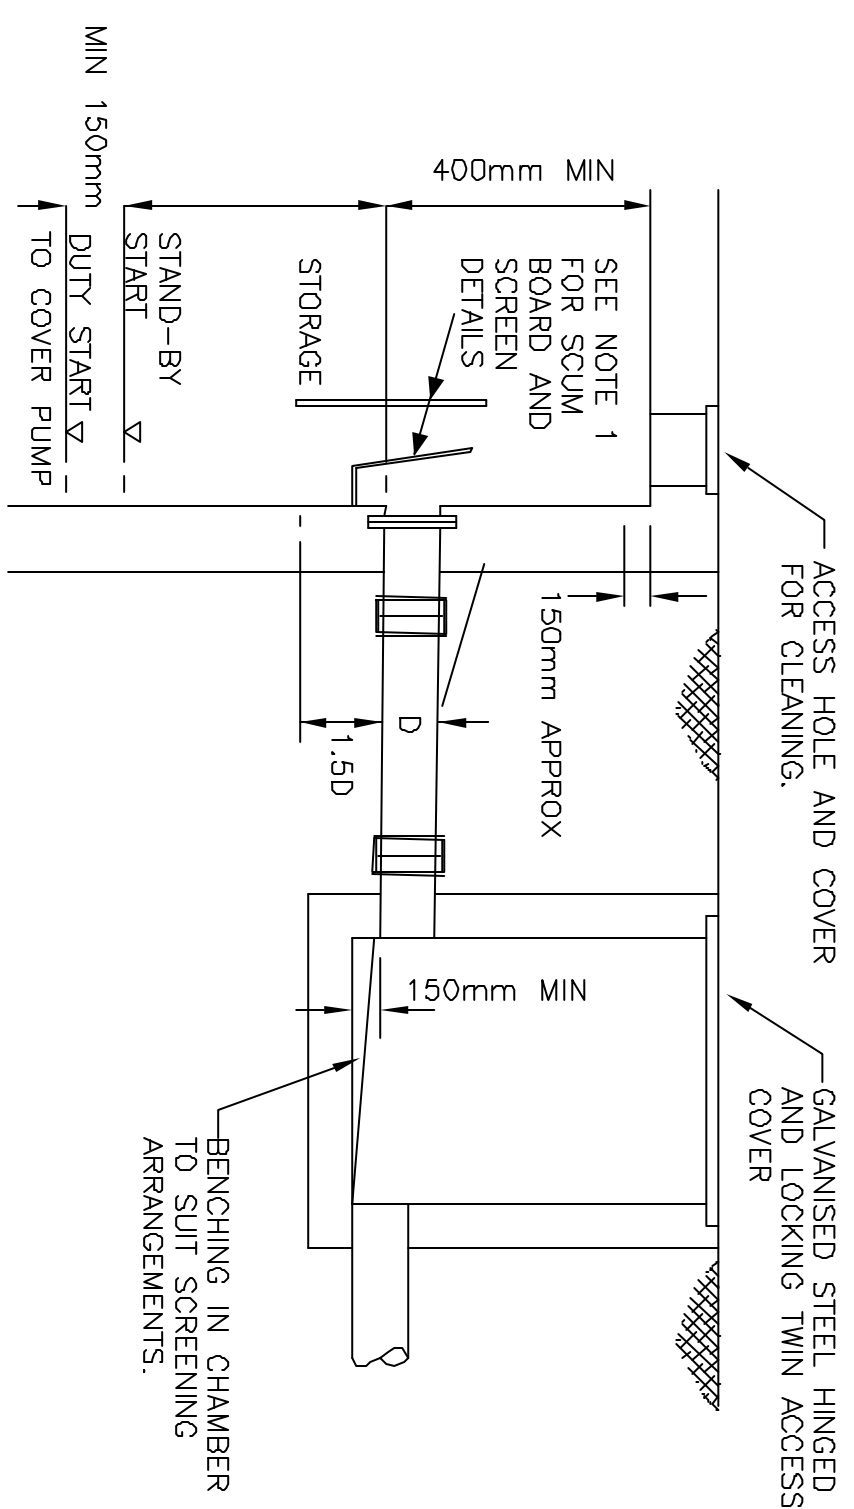 ACCESS HOLE AND COVER
FOR CLEANING.
GALVANISED STEEL HINGED
AND LOCKING TWIN ACCESS
COVER
400mm MIN
SEE NOTE 1
FOR SCUM
BOARD AND
SCREEN
DETAILS
150mm APPROX
D
1.5D
150mm MIN
STORAGE
STAND-BY
START
DUTY START
TO COVER PUMP
MIN 150mm
BENCHING IN CHAMBER
TO SUIT SCREENING
ARRANGEMENTS.